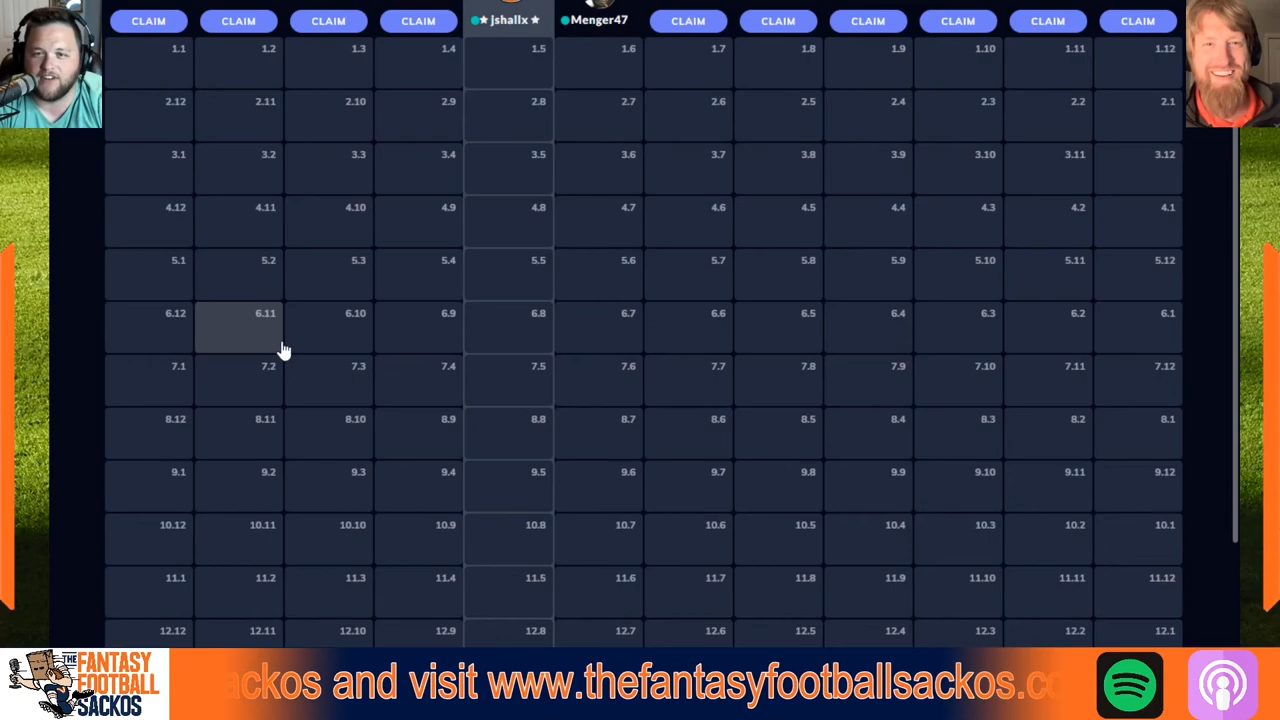 CLAIM CLAIM CLAIM CLAIM ★ jshallx ★ Menger47 CLAIM CLAIM CLAIM CLAIM CLAIM CLAIM
1.1 1.2 1.3 1.4 1.5 1.6 1.7 1.8 1.9 1.10 1.11 1.12
2.12 2.11 2.10 2.9 2.8 2.7 2.6 2.5 2.4 2.3 2.2 2.1
3.1 3.2 3.3 3.4 3.5 3.6 3.7 3.8 3.9 3.10 3.11 3.12
4.12 4.11 4.10 4.9 4.8 4.7 4.6 4.5 4.4 4.3 4.2 4.1
5.1 5.2 5.3 5.4 5.5 5.6 5.7 5.8 5.9 5.10 5.11 5.12
6.12 6.11 6.10 6.9 6.8 6.7 6.6 6.5 6.4 6.3 6.2 6.1
7.1 7.2 7.3 7.4 7.5 7.6 7.7 7.8 7.9 7.10 7.11 7.12
8.12 8.11 8.10 8.9 8.8 8.7 8.6 8.5 8.4 8.3 8.2 8.1
9.1 9.2 9.3 9.4 9.5 9.6 9.7 9.8 9.9 9.10 9.11 9.12
10.12 10.11 10.10 10.9 10.8 10.7 10.6 10.5 10.4 10.3 10.2 10.1
11.1 11.2 11.3 11.4 11.5 11.6 11.7 11.8 11.9 11.10 11.11 11.12
12.12 12.11 12.10 12.9 12.8 12.7 12.6 12.5 12.4 12.3 12.2 12.1
THE
FANTASY
FOOTBALL
SACKOS
ackos and visit www.thefantasyfootballsackos.co